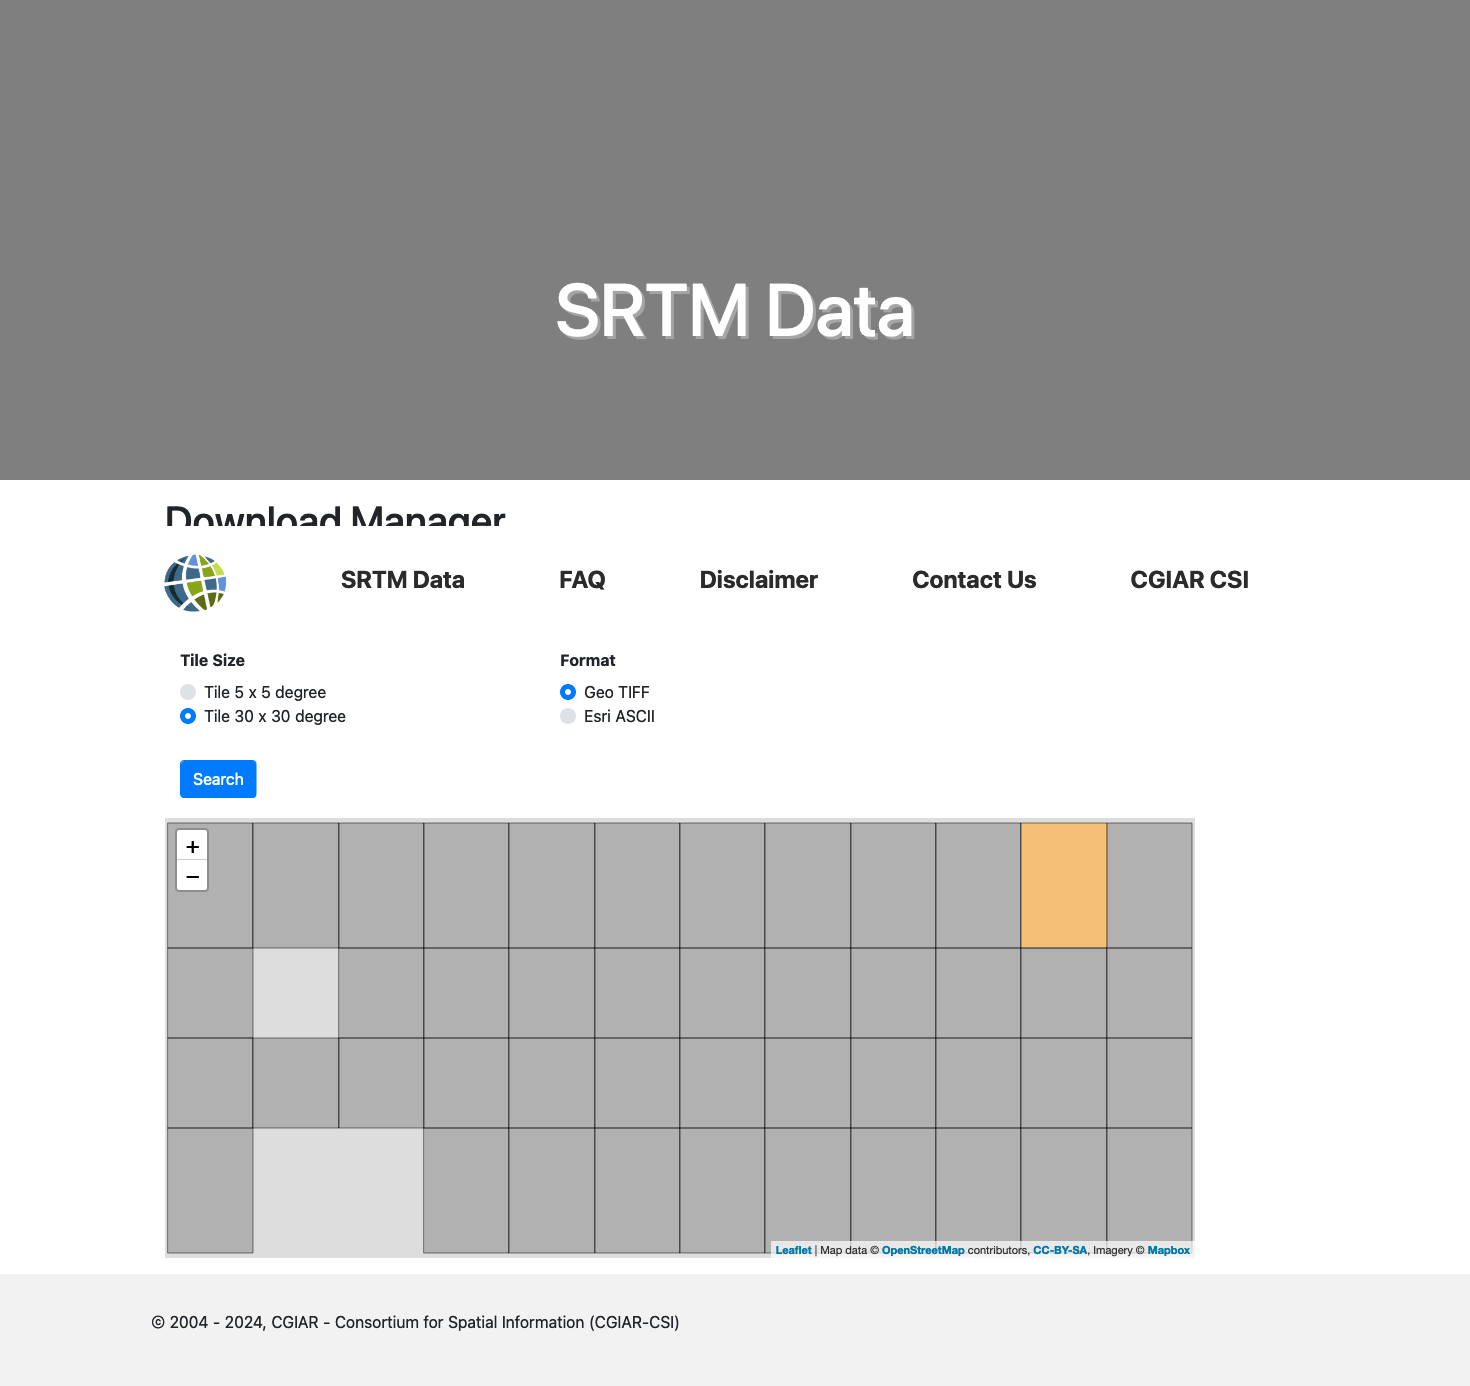 SRTM Data
Download Manager
SRTM Data FAQ Disclaimer Contact Us CGIAR CSI
Tile Size
Tile 5 x 5 degree
Tile 30 x 30 degree
Format
Geo TIFF
Esri ASCII
Search
+
−
Leaflet | Map data © OpenStreetMap contributors, CC-BY-SA, Imagery © Mapbox
© 2004 - 2024, CGIAR - Consortium for Spatial Information (CGIAR-CSI)